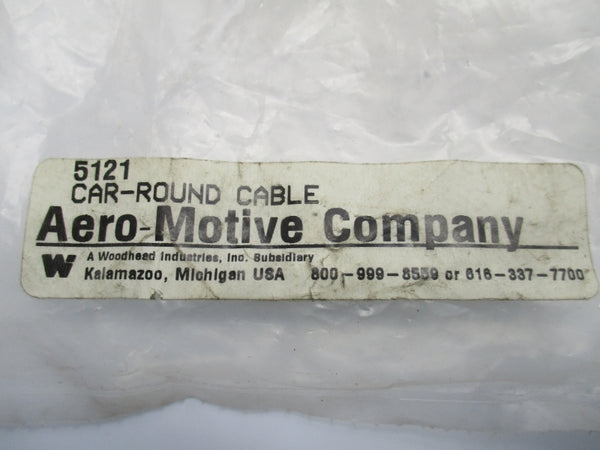 5121
CAR-ROUND CABLE
Aero-Motive Company
W A Woodhead Industries, Inc. Subsidiary
Kalamazoo, Michigan USA 800-999-8559 or 616-337-7700